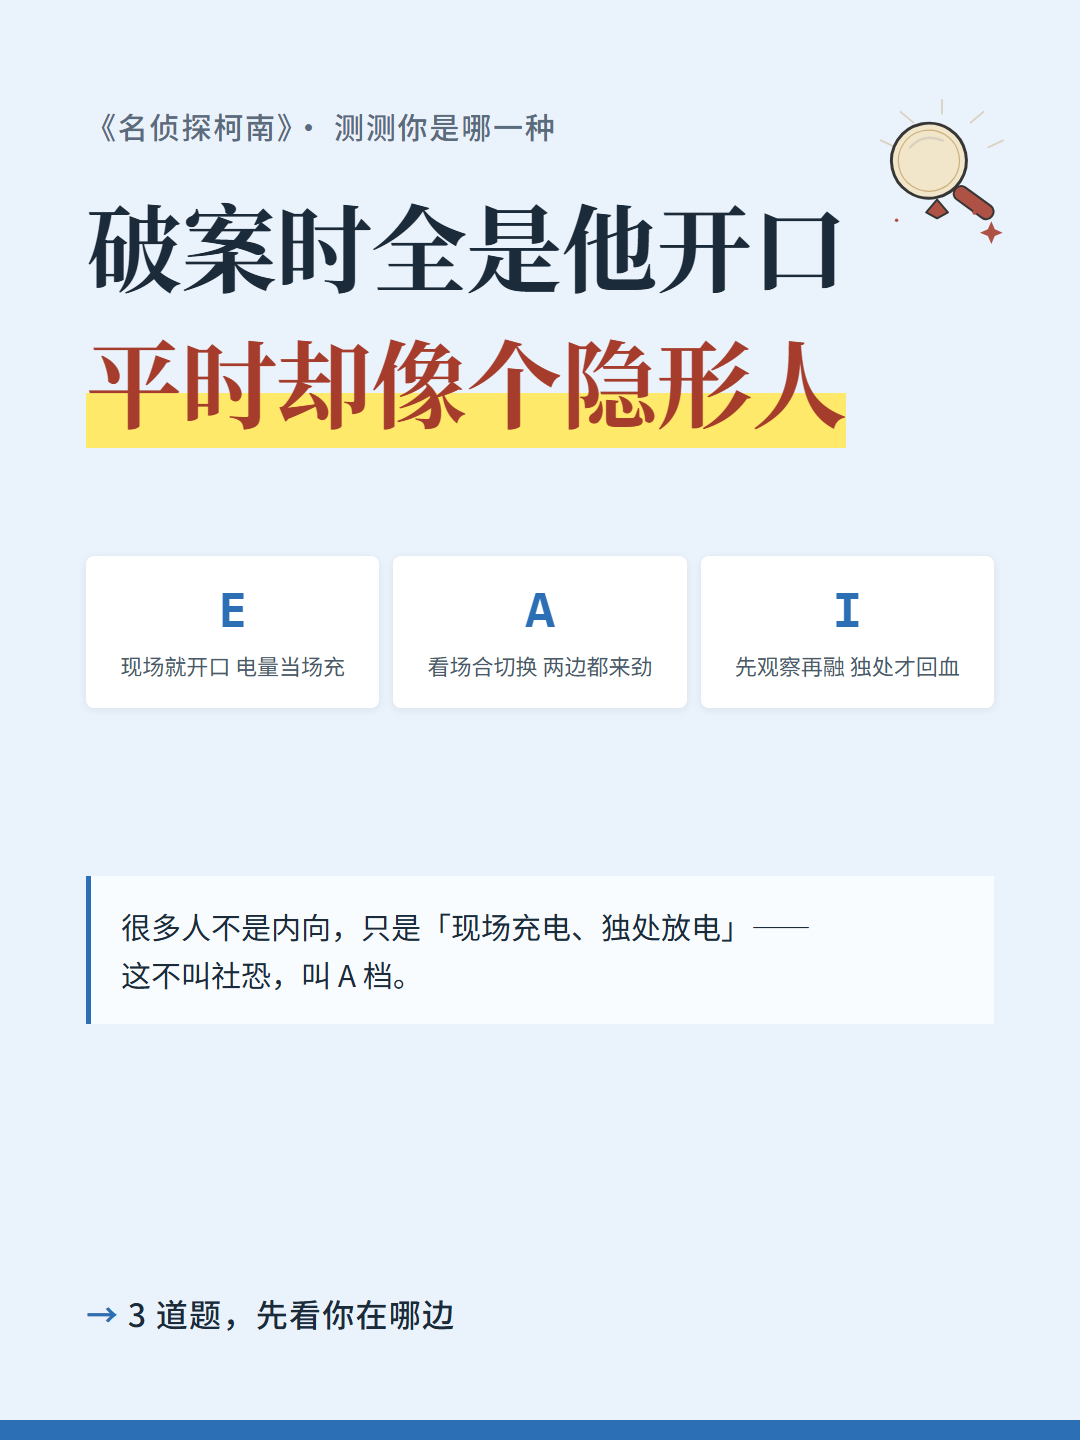 《名侦探柯南》· 测测你是哪一种
破案时全是他开口
平时却像个隐形人
E
现场就开口 电量当场充
A
看场合切换 两边都来劲
I
先观察再融 独处才回血
很多人不是内向，只是「现场充电、独处放电」——
这不叫社恐，叫 A 档。
→ 3 道题，先看你在哪边